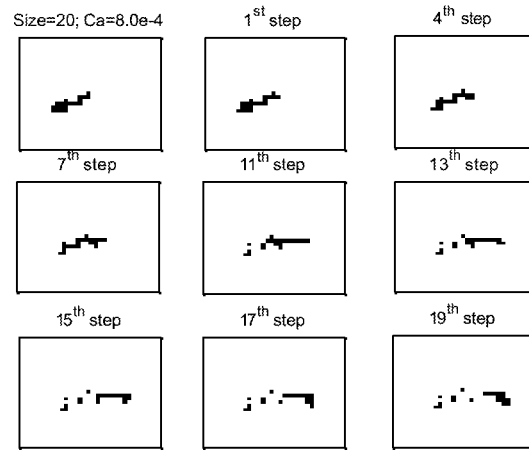 Size=20; Ca=8.0e-4
1st step
4th step
7th step
11th step
13th step
15th step
17th step
19th step